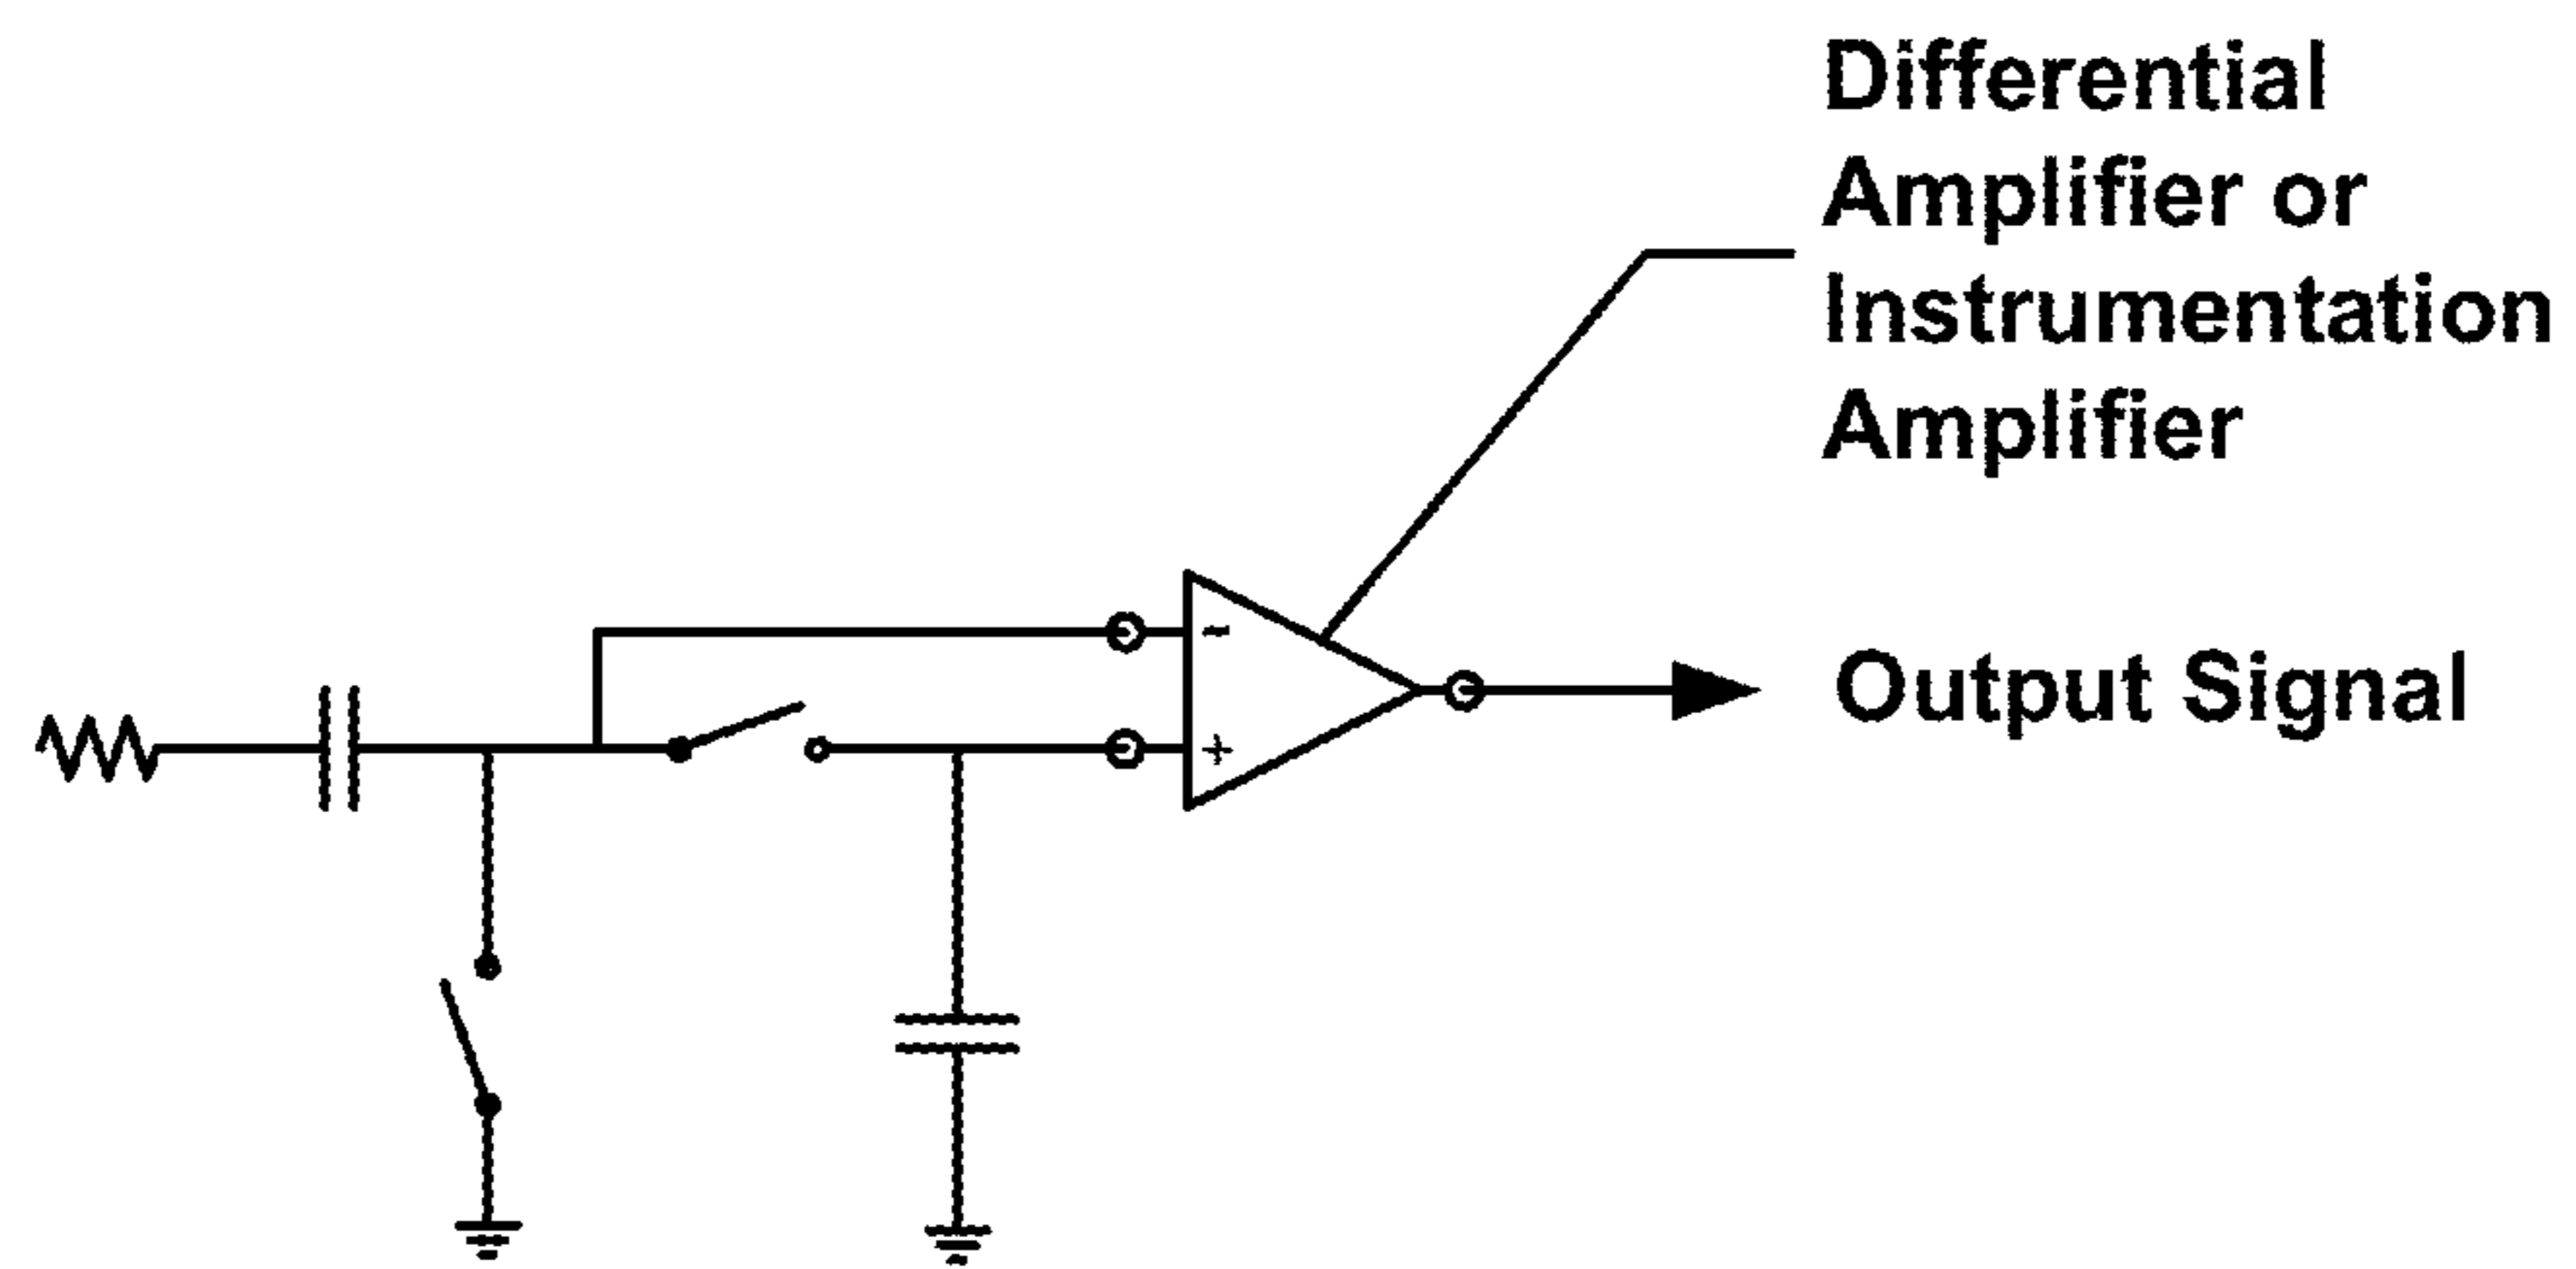 Differential
Amplifier or
Instrumentation
Amplifier
-
+
Output Signal